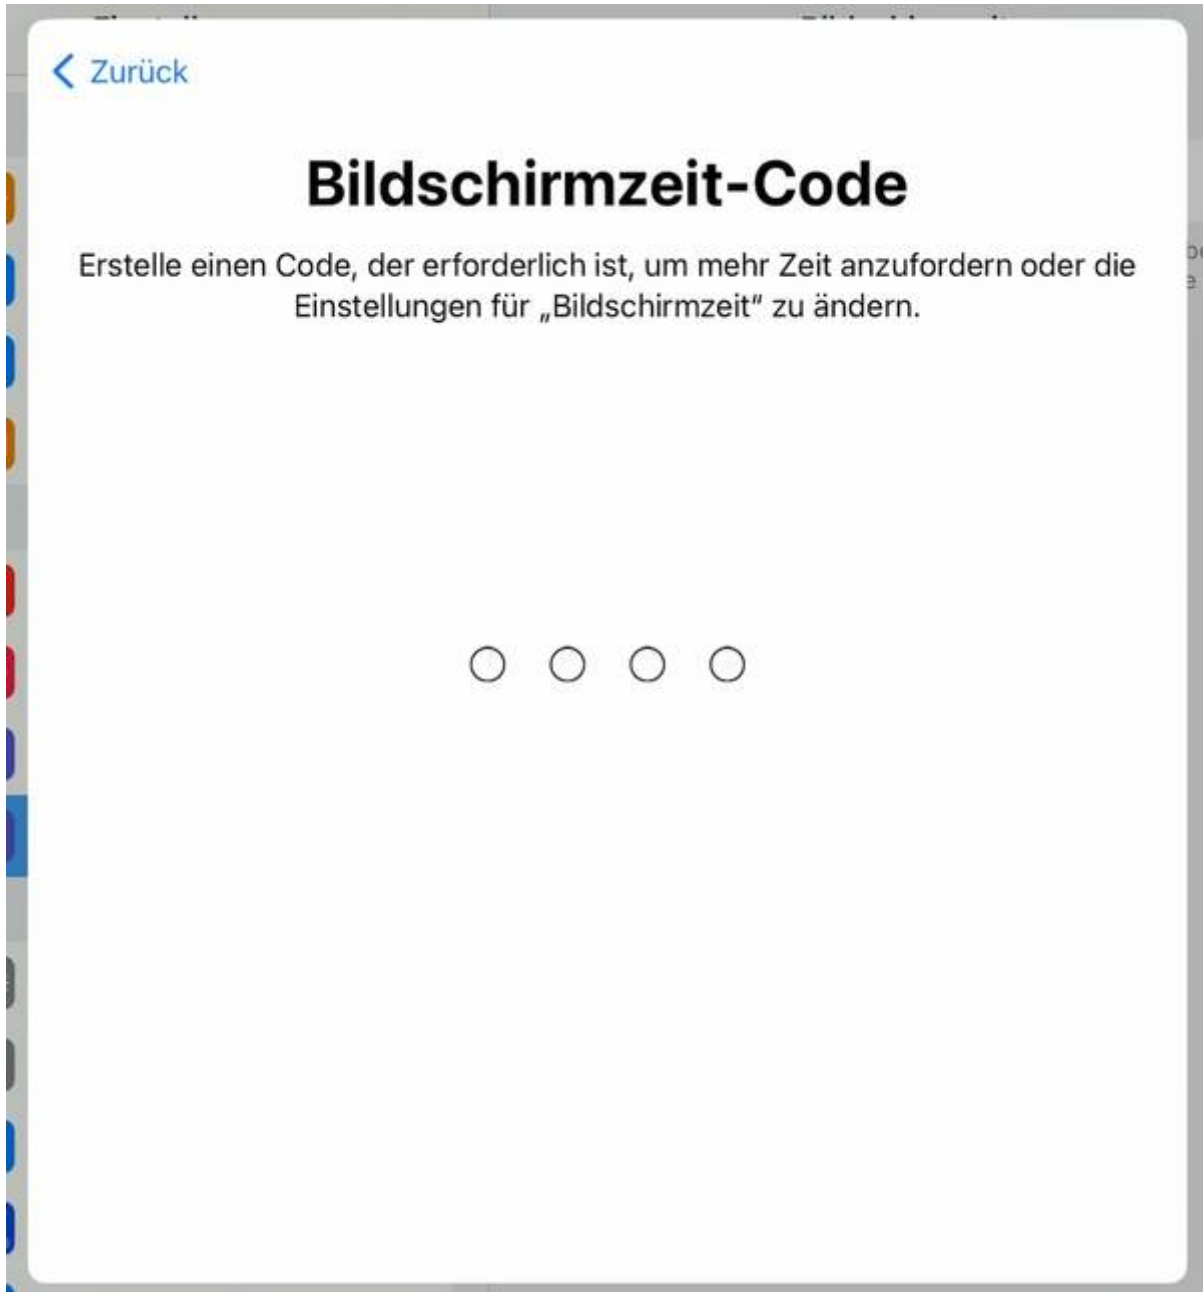 Zurück
Bildschirmzeit-Code
Erstelle einen Code, der erforderlich ist, um mehr Zeit anzufordern oder die
Einstellungen für „Bildschirmzeit" zu ändern.